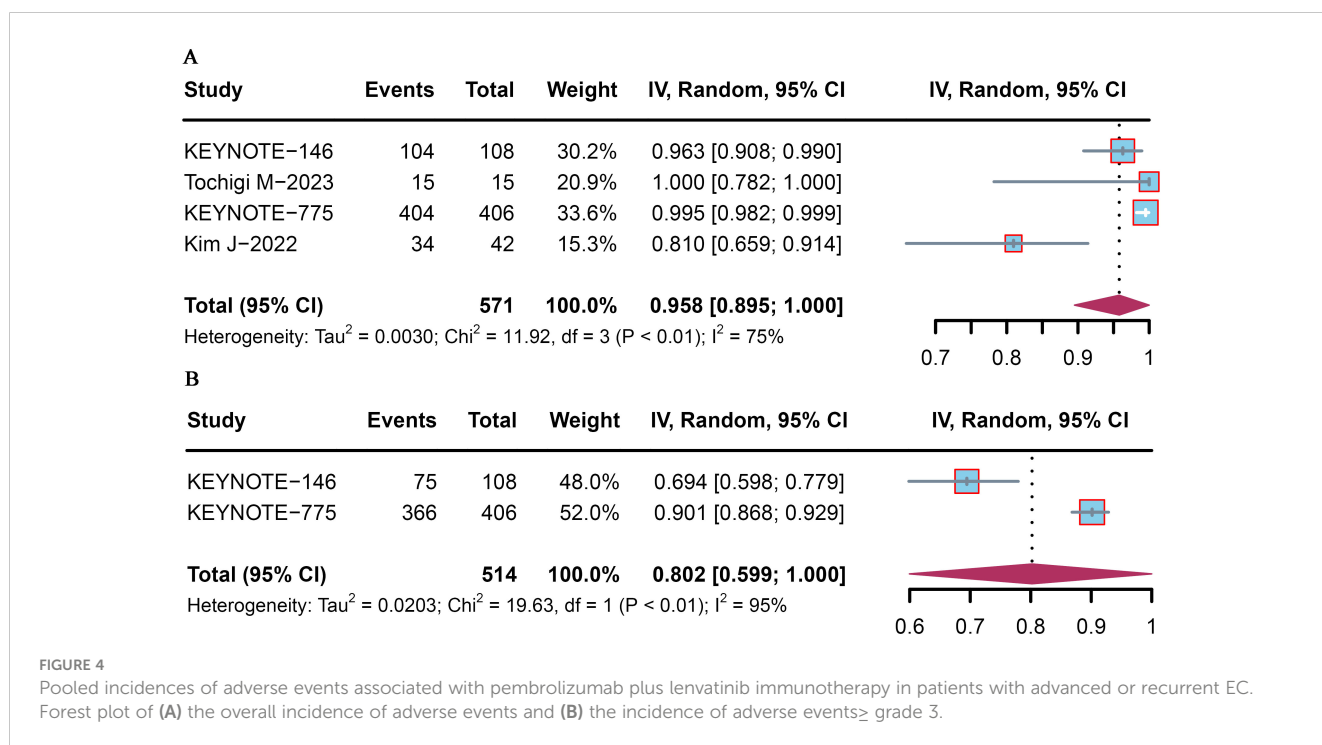 A
Study Events Total Weight IV, Random, 95% CI IV, Random, 95% CI
KEYNOTE−146 104 108 30.2% 0.963 [0.908; 0.990]
Tochigi M−2023 15 15 20.9% 1.000 [0.782; 1.000]
KEYNOTE−775 404 406 33.6% 0.995 [0.982; 0.999]
Kim J−2022 34 42 15.3% 0.810 [0.659; 0.914]
Total (95% CI) 571 100.0% 0.958 [0.895; 1.000]
Heterogeneity: Tau² = 0.0030; Chi² = 11.92, df = 3 (P < 0.01); I² = 75%
0.7 0.8 0.9 1
B
Study Events Total Weight IV, Random, 95% CI IV, Random, 95% CI
KEYNOTE−146 75 108 48.0% 0.694 [0.598; 0.779]
KEYNOTE−775 366 406 52.0% 0.901 [0.868; 0.929]
Total (95% CI) 514 100.0% 0.802 [0.599; 1.000]
Heterogeneity: Tau² = 0.0203; Chi² = 19.63, df = 1 (P < 0.01); I² = 95%
0.6 0.7 0.8 0.9 1
FIGURE 4
Pooled incidences of adverse events associated with pembrolizumab plus lenvatinib immunotherapy in patients with advanced or recurrent EC.
Forest plot of (A) the overall incidence of adverse events and (B) the incidence of adverse events≥ grade 3.